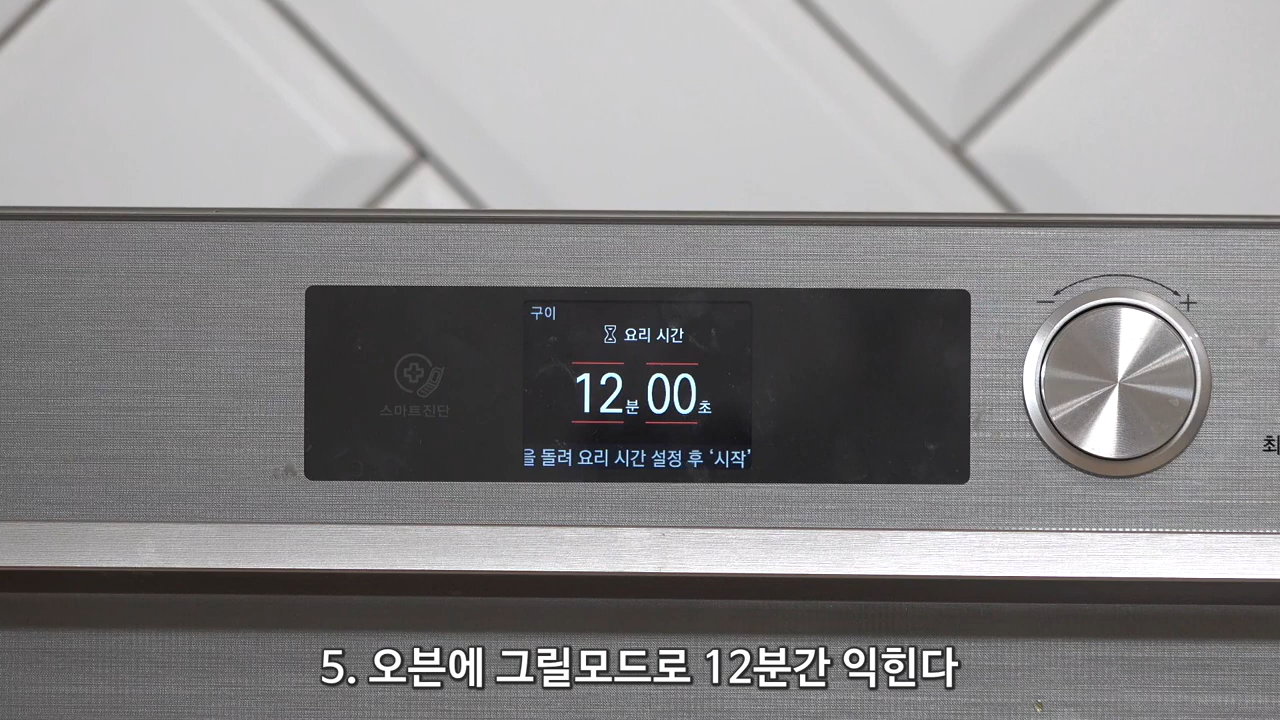 구이
요리 시간
12분 00초
을 돌려 요리 시간 설정 후 ‘시작’
스마트진단
- +
최
5. 오븐에 그릴모드로 12분간 익힌다